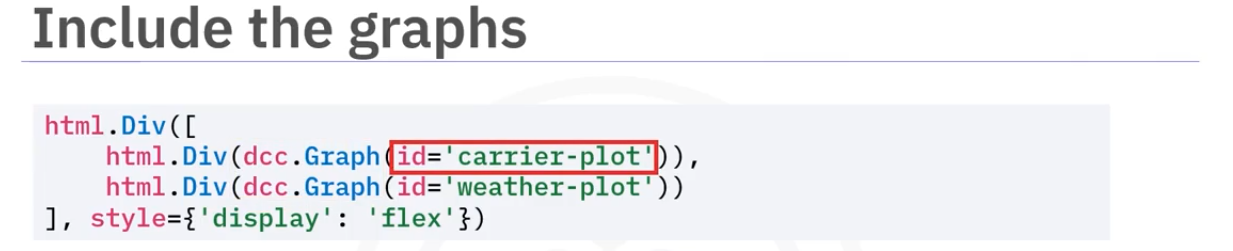 Include the graphs
html.Div([
    html.Div(dcc.Graph(id='carrier-plot')),
    html.Div(dcc.Graph(id='weather-plot'))
], style={'display': 'flex'})